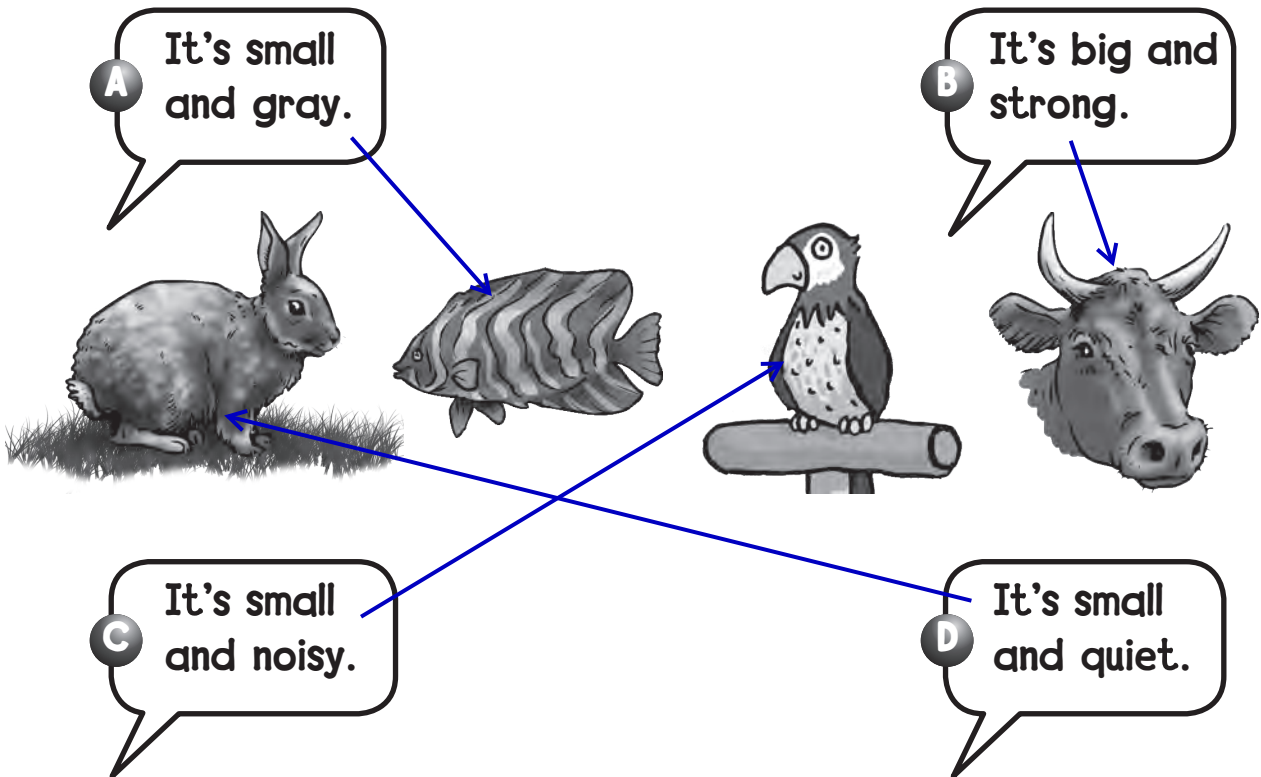 A
It's small
and gray.
B
It's big and
strong.
C
It's small
and noisy.
D
It's small
and quiet.